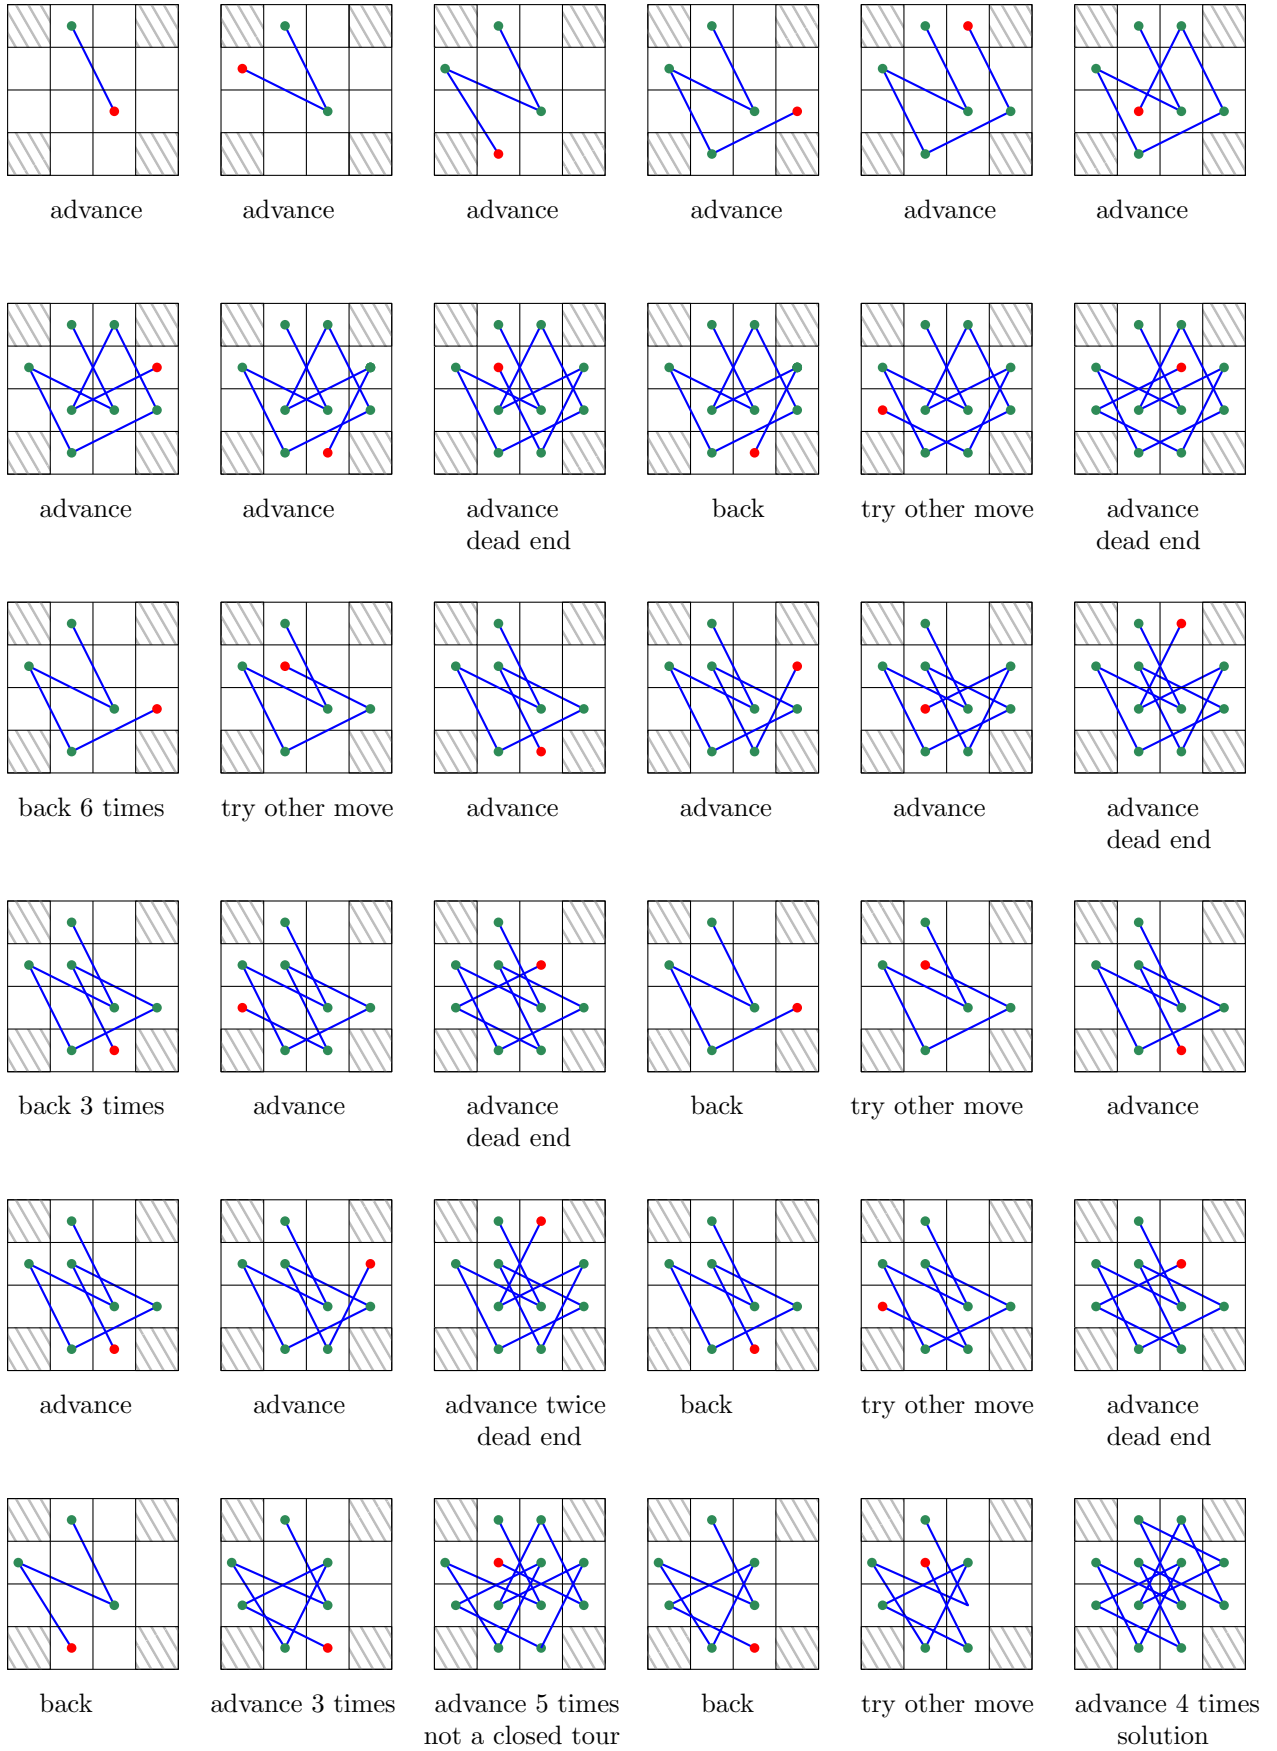 advance
advance
advance
advance
advance
advance
advance
advance
advance
dead end
back
try other move
advance
dead end
back 6 times
try other move
advance
advance
advance
advance
dead end
back 3 times
advance
advance
dead end
back
try other move
advance
advance
advance
advance twice
dead end
back
try other move
advance
dead end
back
advance 3 times
advance 5 times
not a closed tour
back
try other move
advance 4 times
solution